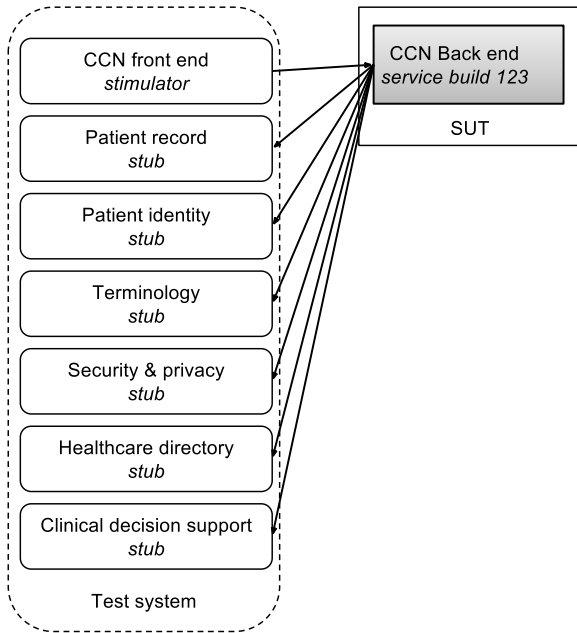 CCN front end
stimulator
Patient record
stub
Patient identity
stub
Terminology
stub
Security & privacy
stub
Healthcare directory
stub
Clinical decision support
stub
Test system
CCN Back end
service build 123
SUT